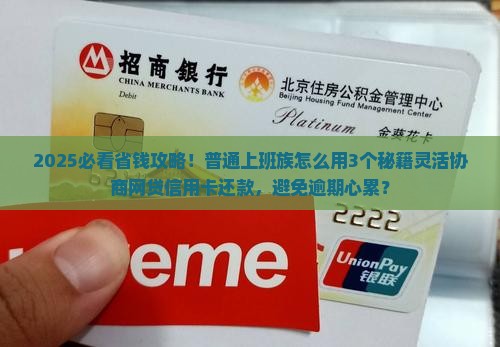 招商银行
CHINA MERCHANTS BANK
Debit
北京住房公积金管理中心
Beijing Housing Fund Management Center
Platinum
金葵花卡
2025必看省钱攻略！普通上班族怎么用3个秘籍灵活协
商网贷信用卡还款，避免逾期心累？
2222
UnionPay
银联
eme